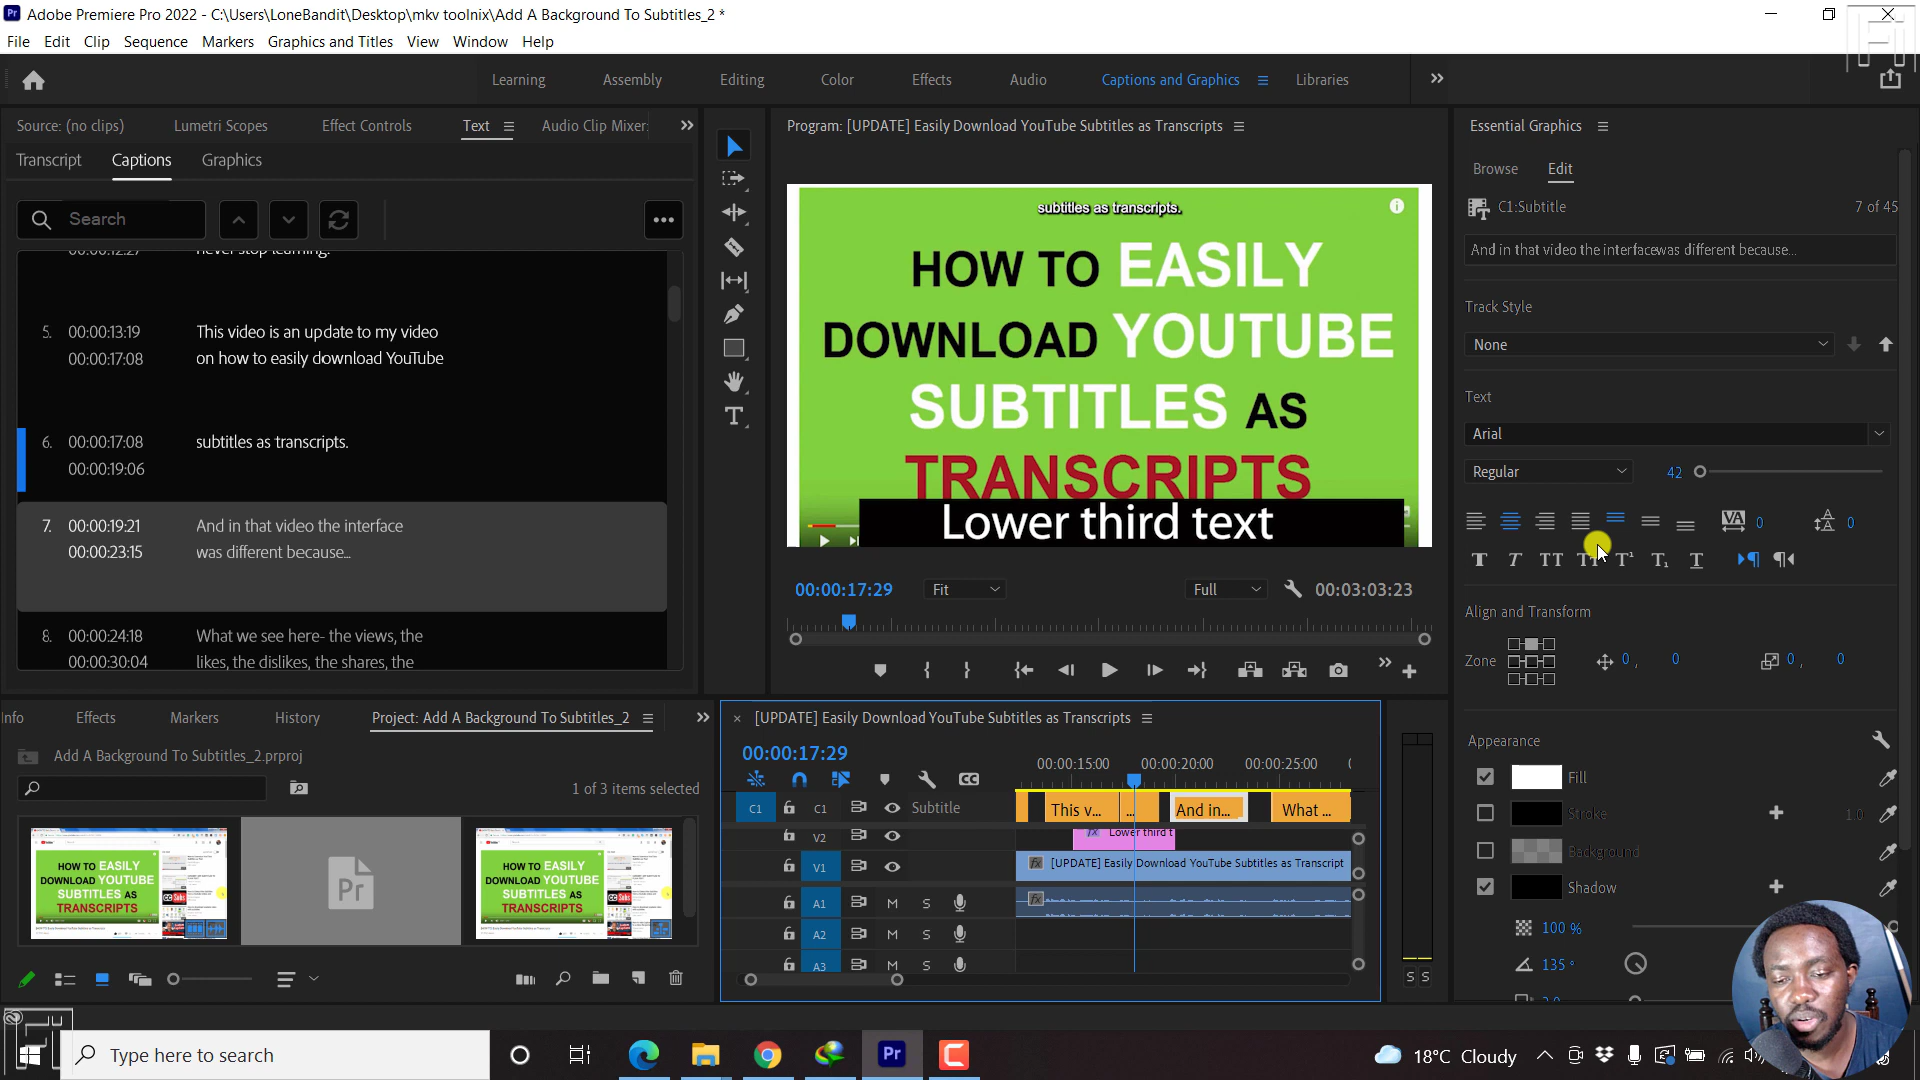 Adobe Premiere Pro 2022 - C:\Users\LoneBandit\Desktop\mkv toolnix\Add A Background To Subtitles_2 *
File Edit Clip Sequence Markers Graphics and Titles View Window Help
Learning Assembly Editing Color Effects Audio Captions and Graphics Libraries
Source: (no clips) Lumetri Scopes Effect Controls Text Audio Clip Mixer:
Transcript Captions Graphics
Search
never stop learning.
5. 00:00:13:19 This video is an update to my video
00:00:17:08 on how to easily download YouTube
6. 00:00:17:08 subtitles as transcripts.
00:00:19:06
7. 00:00:19:21 And in that video the interface
00:00:23:15 was different because...
8. 00:00:24:18 What we see here- the views, the
00:00:30:04 likes, the dislikes, the shares, the
Program: [UPDATE] Easily Download YouTube Subtitles as Transcripts
subtitles as transcripts.
HOW TO EASILY
DOWNLOAD YOUTUBE
SUBTITLES AS
TRANSCRIPTS
Lower third text
00:00:17:29 Fit Full 00:03:03:23
Essential Graphics
Browse Edit
C1:Subtitle 7 of 45
And in that video the interfacewas different because...
Track Style
None
Text
Arial
Regular 42
0 0
Align and Transform
Zone 0, 0 0, 0
Appearance
Fill
Stroke 1.0
Background
Shadow
100 %
135 °
Info Effects Markers History Project: Add A Background To Subtitles_2
Add A Background To Subtitles_2.prproj
1 of 3 items selected
HOW TO EASILY
DOWNLOAD YOUTUBE
SUBTITLES AS
TRANSCRIPTS
Pr
HOW TO EASILY
DOWNLOAD YOUTUBE
SUBTITLES AS
TRANSCRIPTS
[UPDATE] Easily Download YouTube Subtitles as Transcripts
00:00:17:29
00:00:15:00 00:00:20:00 00:00:25:00
C1 C1 Subtitle This v... ... And in... What ...
V2 fx Lower third t
V1 fx [UPDATE] Easily Download YouTube Subtitles as Transcript
A1 M S fx
A2 M S
A3 M S
S S
Type here to search
Pr
18°C Cloudy